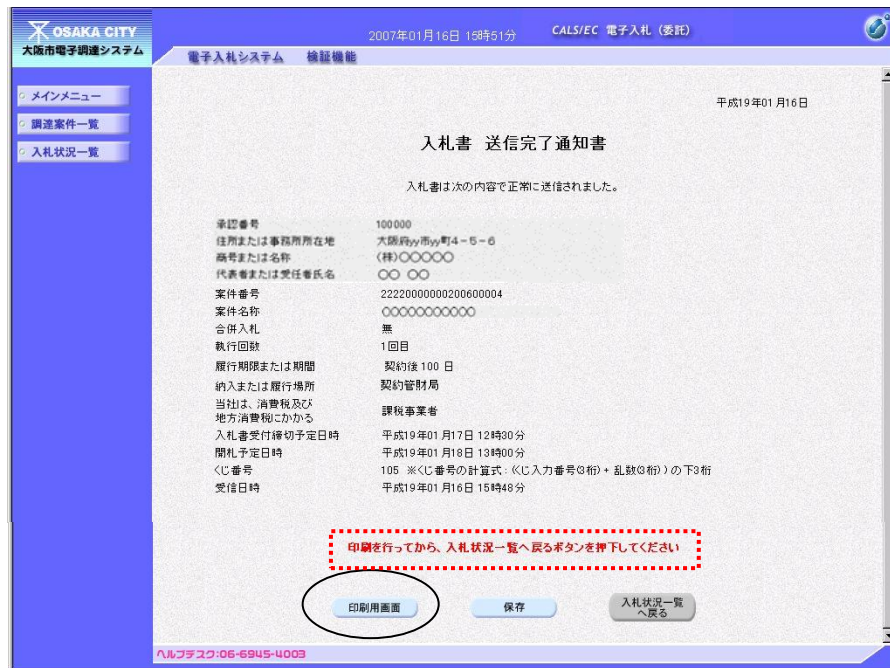 OSAKA CITY
大阪市電子調達システム
2007年01月16日 15時51分
CALS/EC 電子入札（委託）
電子入札システム 検証機能
メインメニュー
調達案件一覧
入札状況一覧
平成19年01月16日
入札書 送信完了通知書
入札書は次の内容で正常に送信されました。
承認番号 100000
住所または事務所所在地 大阪府yy市yy町4－5－6
商号または名称 (株)〇〇〇〇〇
代表者または受任者氏名 〇〇 〇〇
案件番号 22220000000200600004
案件名称 〇〇〇〇〇〇〇〇〇〇〇
合併入札 無
執行回数 1回目
履行期限または期間 契約後100 日
納入または履行場所 契約管財局
当社は、消費税及び
地方消費税にかかる 課税事業者
入札書受付締切予定日時 平成19年01月17日 12時30分
開札予定日時 平成19年01月18日 13時00分
くじ番号 105 ※くじ番号の計算式：((くじ入力番号(3桁)+乱数(3桁))の下3桁
受信日時 平成19年01月16日 15時48分
印刷を行ってから、入札状況一覧へ戻るボタンを押下してください
印刷用画面 保存 入札状況一覧
へ戻る
ヘルプデスク:06-6945-4003